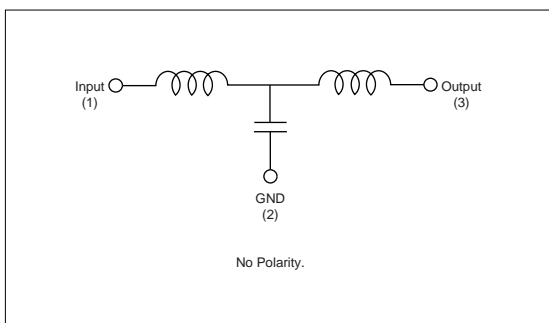 Input
(1)
Output
(3)
GND
(2)
No Polarity.